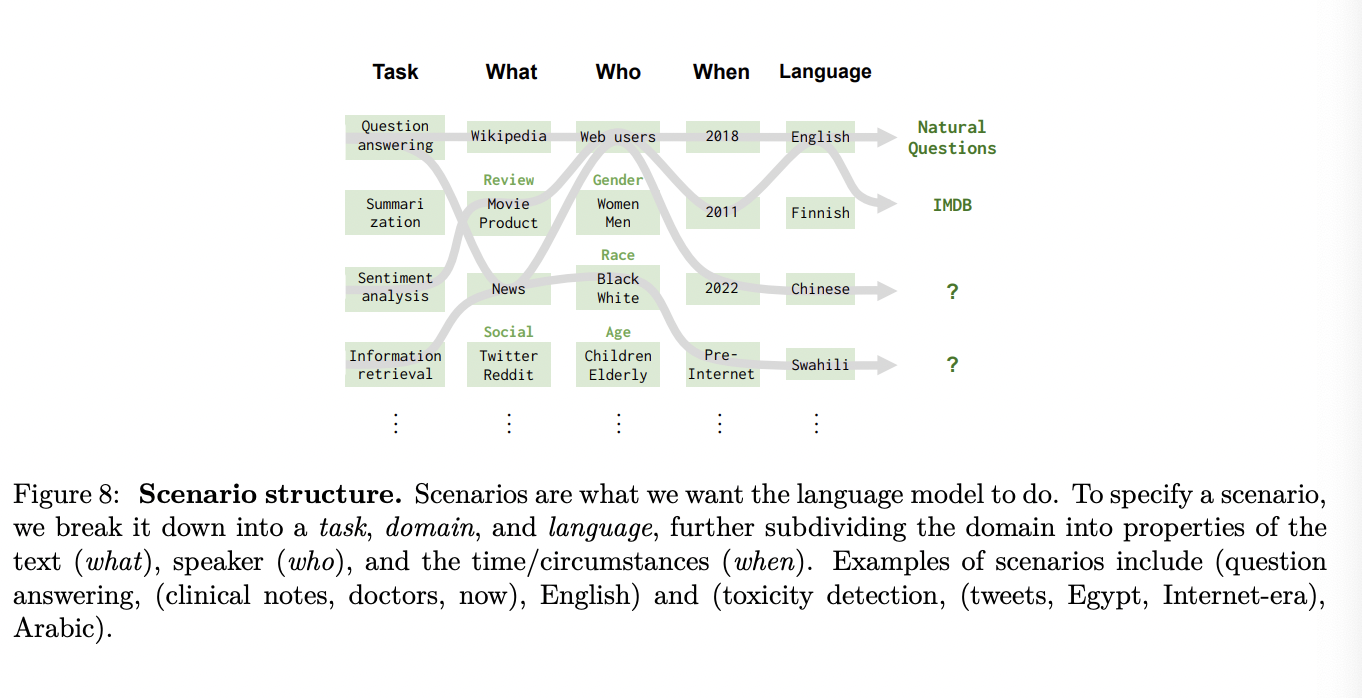 Task What Who When Language
Question
answering
Wikipedia
Web users
2018
English
Natural
Questions
Review
Gender
Summari
zation
Movie
Product
Women
Men
2011
Finnish
IMDB
Race
Sentiment
analysis
News
Black
White
2022
Chinese
?
Social
Age
Information
retrieval
Twitter
Reddit
Children
Elderly
Pre-
Internet
Swahili
?
Figure 8: Scenario structure. Scenarios are what we want the language model to do. To specify a scenario,
we break it down into a task, domain, and language, further subdividing the domain into properties of the
text (what), speaker (who), and the time/circumstances (when). Examples of scenarios include (question
answering, (clinical notes, doctors, now), English) and (toxicity detection, (tweets, Egypt, Internet-era),
Arabic).